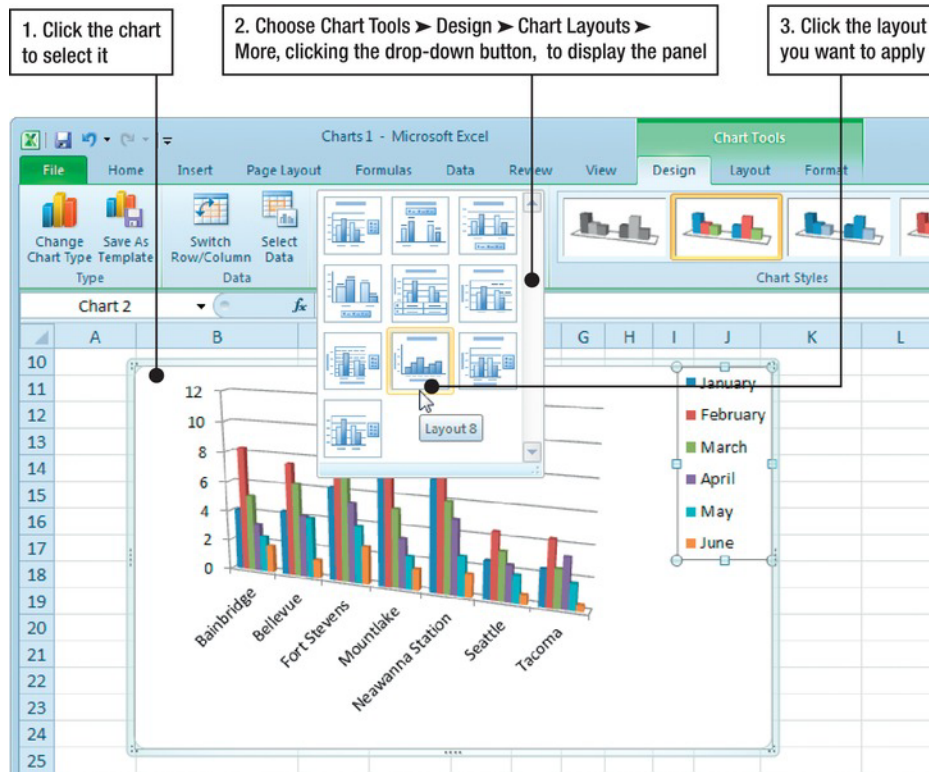 1. Click the chart
to select it
2. Choose Chart Tools ➤ Design ➤ Chart Layouts ➤
More, clicking the drop-down button, to display the panel
3. Click the layout
you want to apply
Charts 1 - Microsoft Excel
Chart Tools
File Home Insert Page Layout Formulas Data Review View Design Layout Format
Change
Chart Type
Save As
Template
Switch
Row/Column
Select
Data
Type
Data
Chart Styles
Chart 2
fx
A B G H I J K L
10
11
12
13
14
15
16
17
18
19
20
21
22
23
24
25
12
10
8
6
4
2
0
Bainbridge
Bellevue
Fort Stevens
Mountlake
Neawanna Station
Seattle
Tacoma
Layout 8
January
February
March
April
May
June